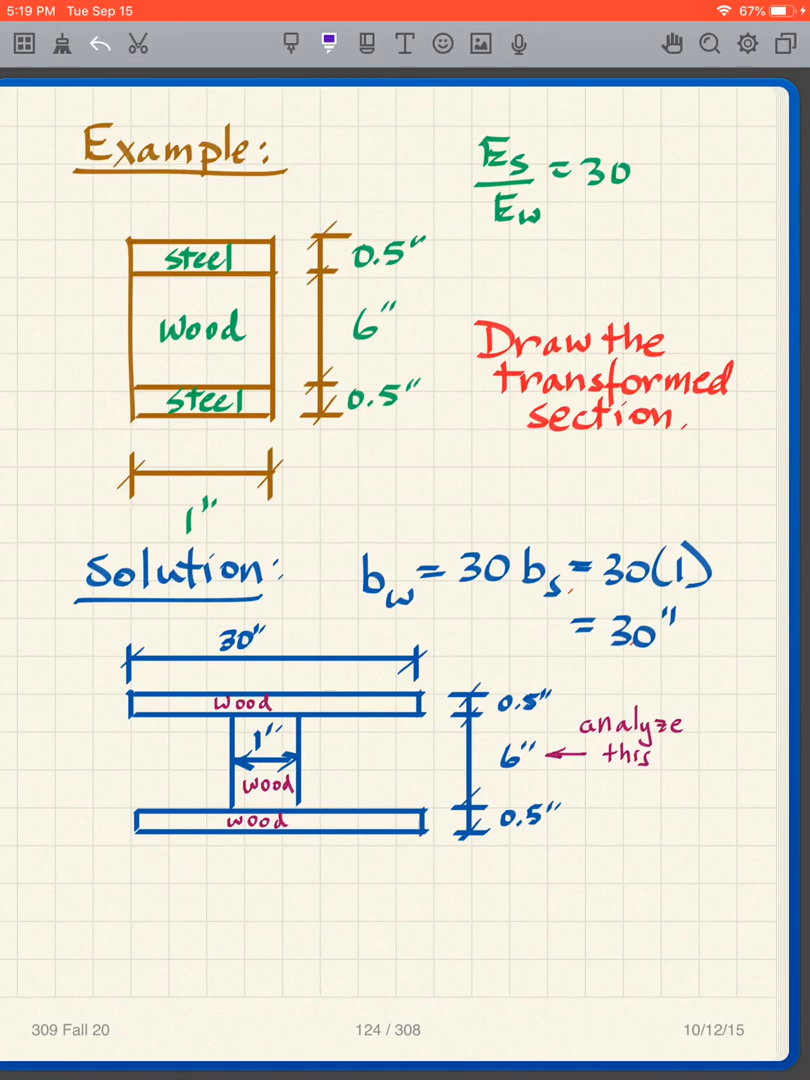 5:19 PM Tue Sep 15
67%
Example:
Es/Ew = 30
steel
0.5"
wood
6"
steel
0.5"
Draw the
transformed
section.
1"
Solution:
bw = 30 bs = 30(1)
= 30"
30"
wood
0.5"
1"
6" ← analyze
this
wood
wood
0.5"
309 Fall 20
124 / 308
10/12/15